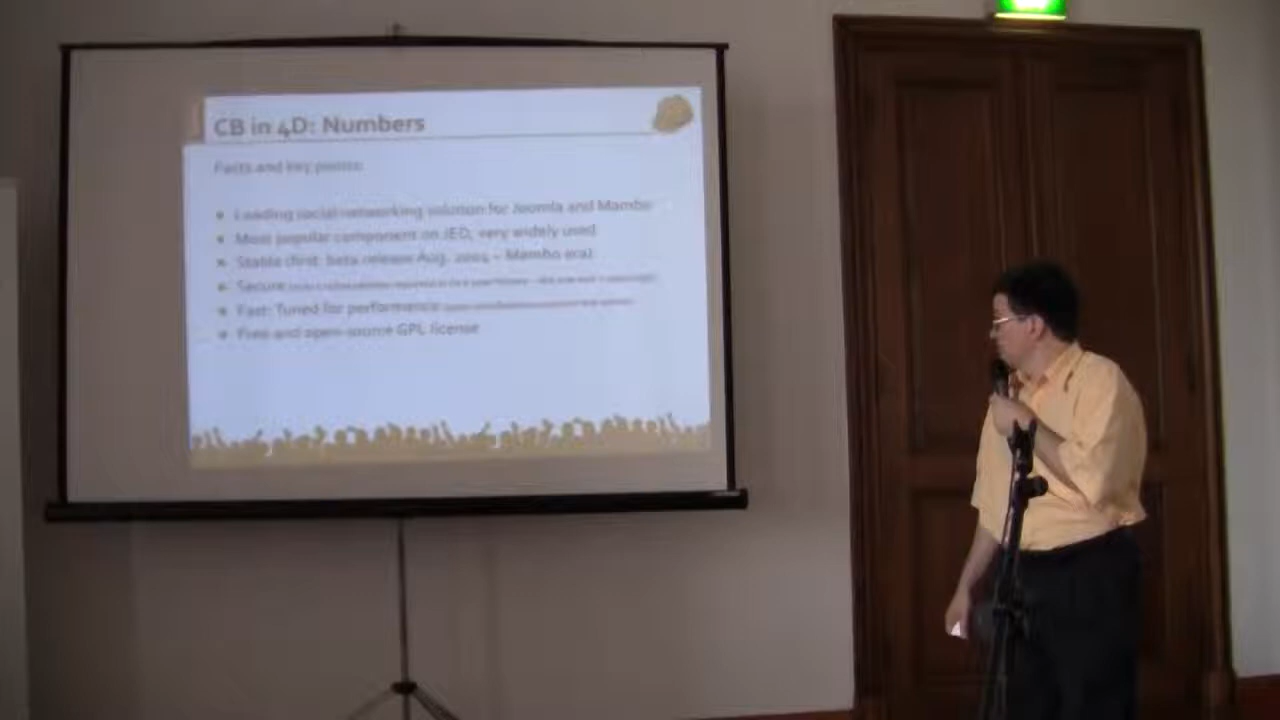 CB in 4D: Numbers
Facts and key points:
Leading social networking solution for Joomla and Mambo
Most popular component on JED, very widely used
Stable (first beta release Aug. 2004 – Mambo era)
Secure
Fast: Tuned for performance
Free and open-source GPL license